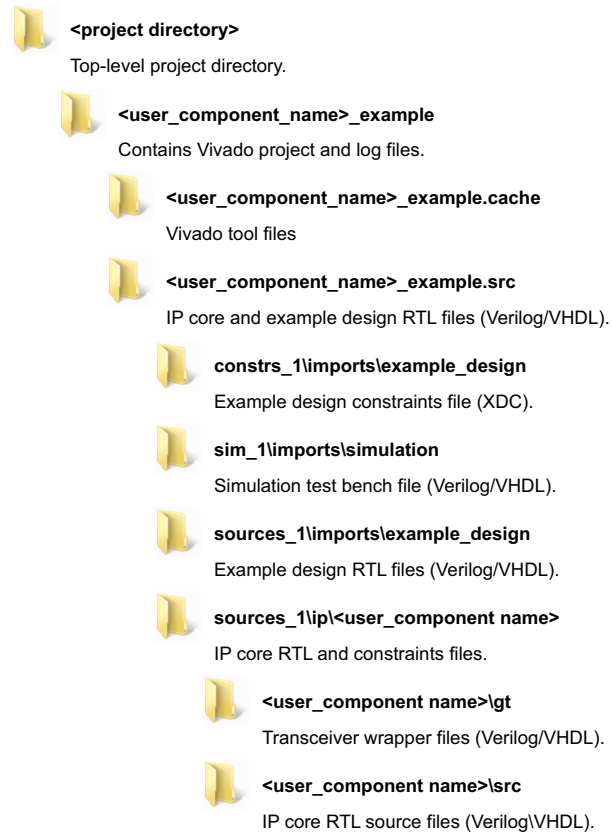 <project directory>
Top-level project directory.
<user_component_name>_example
Contains Vivado project and log files.
<user_component_name>_example.cache
Vivado tool files
<user_component_name>_example.src
IP core and example design RTL files (Verilog/VHDL).
constrs_1\imports\example_design
Example design constraints file (XDC).
sim_1\imports\simulation
Simulation test bench file (Verilog/VHDL).
sources_1\imports\example_design
Example design RTL files (Verilog/VHDL).
sources_1\ip\<user_component name>
IP core RTL and constraints files.
<user_component name>\gt
Transceiver wrapper files (Verilog/VHDL).
<user_component name>\src
IP core RTL source files (Verilog\VHDL).